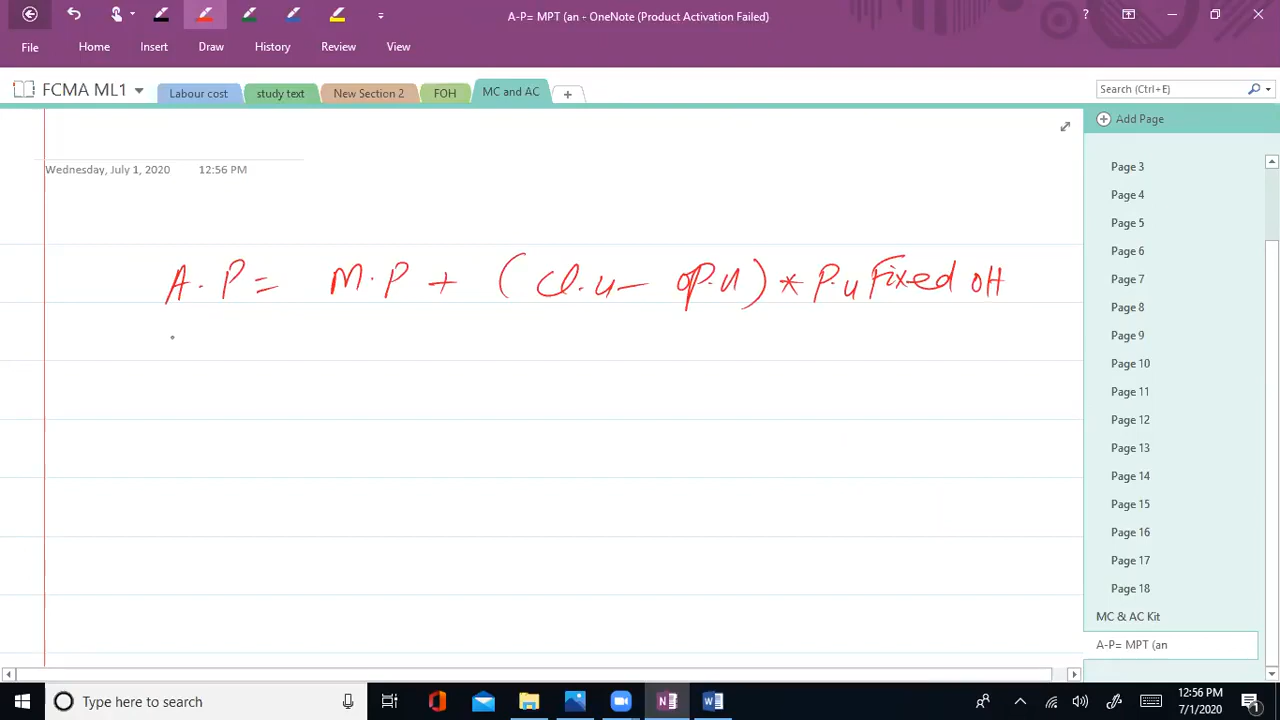 A-P= MPT (an - OneNote (Product Activation Failed)
?
File Home Insert Draw History Review View
FCMA ML1 Labour cost study text New Section 2 FOH MC and AC
Search (Ctrl+E)
Add Page
Wednesday, July 1, 2020 12:56 PM
A.P = M.P + (Cl.u - OP.U) * P.u Fixed OH
Page 3
Page 4
Page 5
Page 6
Page 7
Page 8
Page 9
Page 10
Page 11
Page 12
Page 13
Page 14
Page 15
Page 16
Page 17
Page 18
MC & AC Kit
A-P= MPT (an
Type here to search
12:56 PM
7/1/2020
1